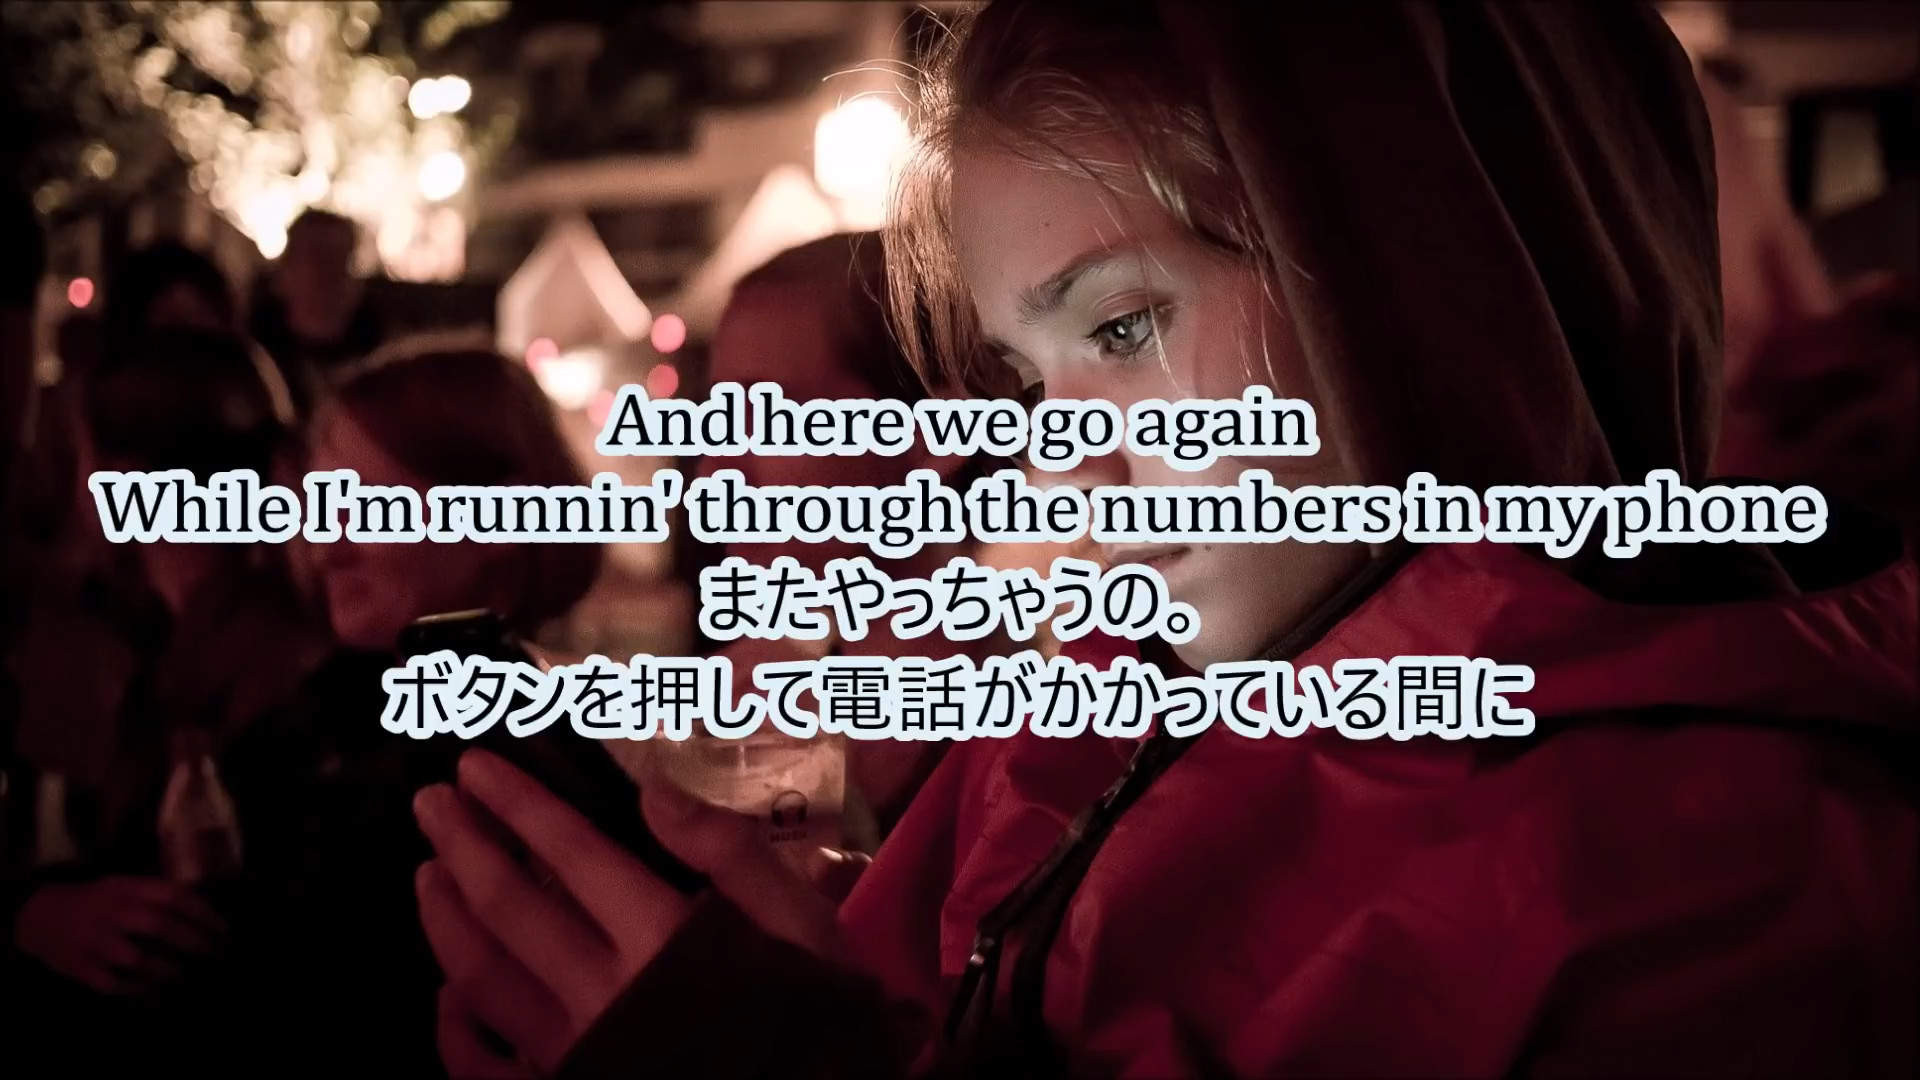 And here we go again
While I'm runnin' through the numbers in my phone
またやっちゃうの。
ボタンを押して電話がかかっている間に